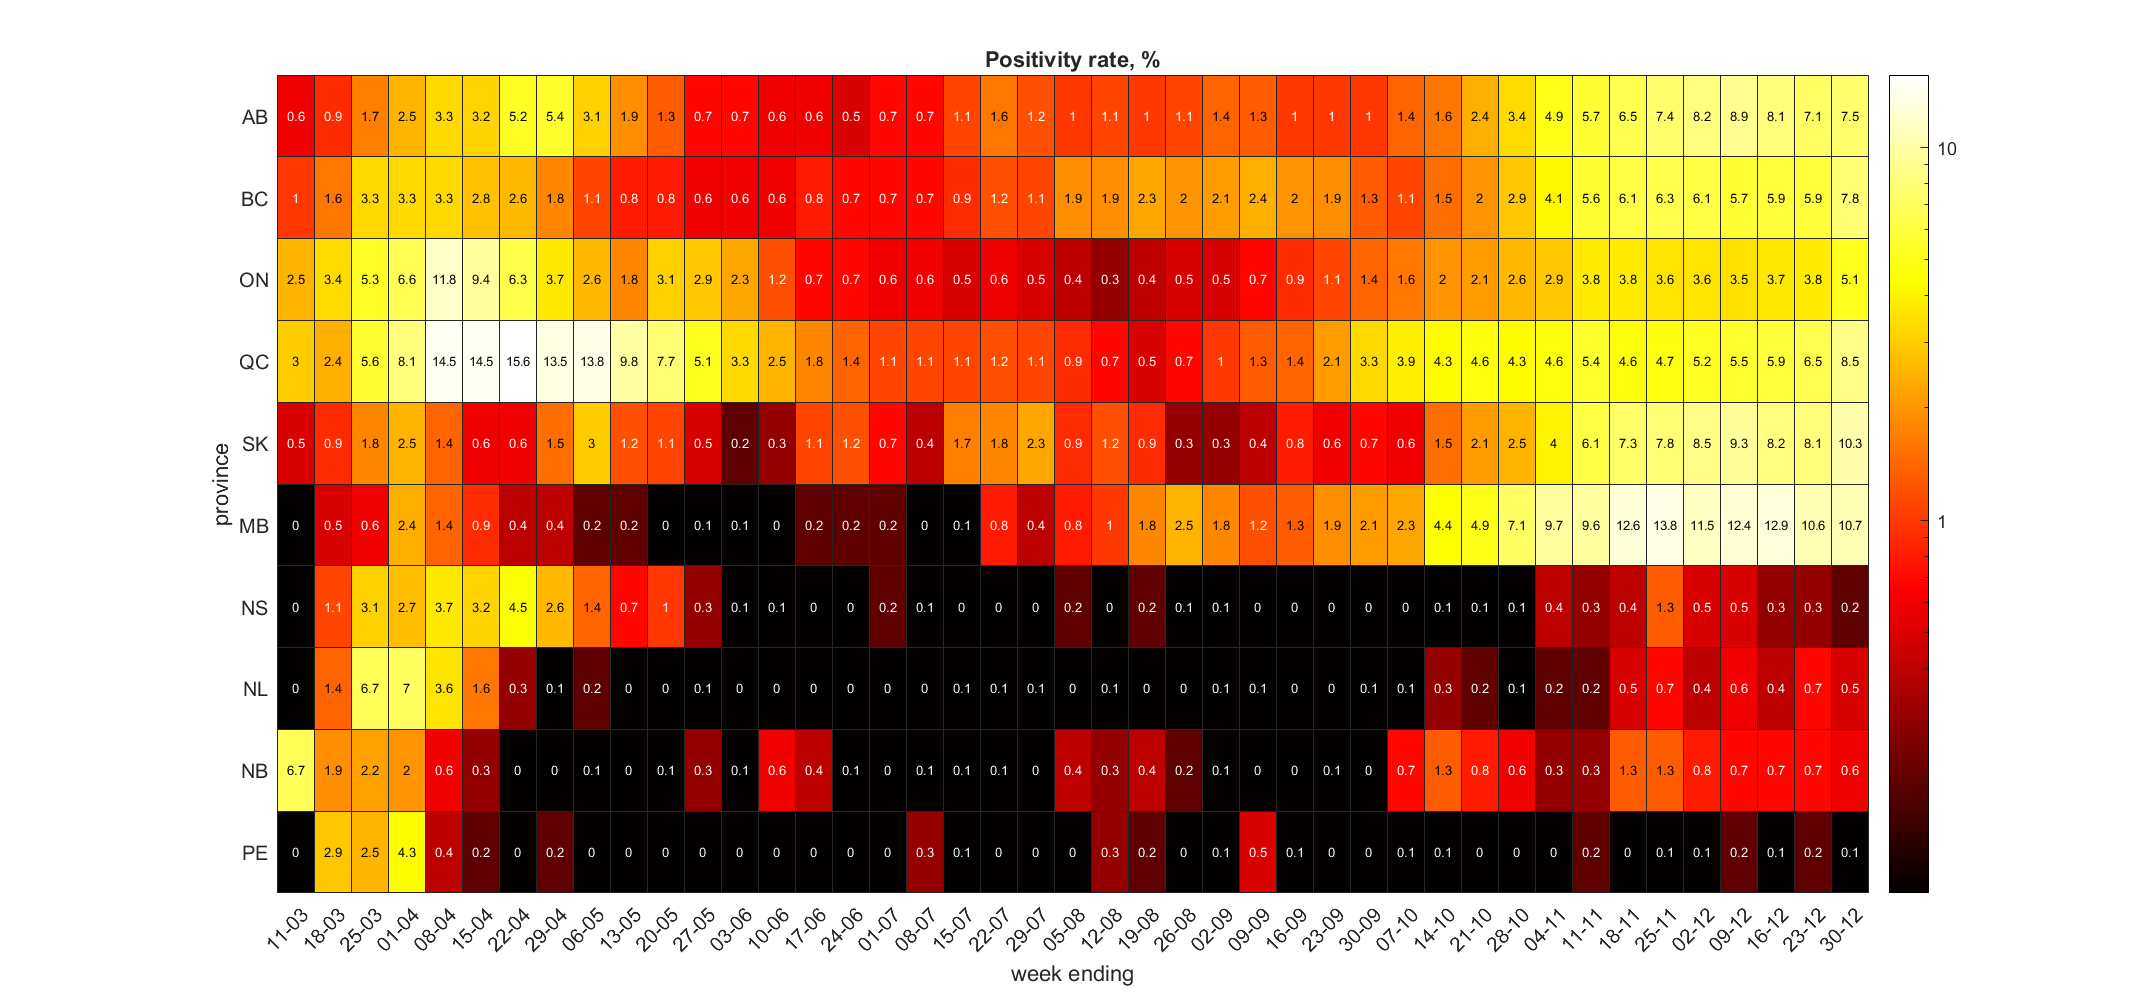 Positivity rate, %
AB 0.6 0.9 1.7 2.5 3.3 3.2 5.2 5.4 3.1 1.9 1.3 0.7 0.7 0.6 0.6 0.5 0.7 0.7 1.1 1.6 1.2 1 1.1 1 1.1 1.4 1.3 1 1 1 1.4 1.6 2.4 3.4 4.9 5.7 6.5 7.4 8.2 8.9 8.1 7.1 7.5
10
BC 1 1.6 3.3 3.3 3.3 2.8 2.6 1.8 1.1 0.8 0.8 0.6 0.6 0.6 0.8 0.7 0.7 0.7 0.9 1.2 1.1 1.9 1.9 2.3 2 2.1 2.4 2 1.9 1.3 1.1 1.5 2 2.9 4.1 5.6 6.1 6.3 6.1 5.7 5.9 5.9 7.8
ON 2.5 3.4 5.3 6.6 11.8 9.4 6.3 3.7 2.6 1.8 3.1 2.9 2.3 1.2 0.7 0.7 0.6 0.6 0.5 0.6 0.5 0.4 0.3 0.4 0.5 0.5 0.7 0.9 1.1 1.4 1.6 2 2.1 2.6 2.9 3.8 3.8 3.6 3.6 3.5 3.7 3.8 5.1
QC 3 2.4 5.6 8.1 14.5 14.5 15.6 13.5 13.8 9.8 7.7 5.1 3.3 2.5 1.8 1.4 1.1 1.1 1.1 1.2 1.1 0.9 0.7 0.5 0.7 1 1.3 1.4 2.1 3.3 3.9 4.3 4.6 4.3 4.6 5.4 4.6 4.7 5.2 5.5 5.9 6.5 8.5
SK 0.5 0.9 1.8 2.5 1.4 0.6 0.6 1.5 3 1.2 1.1 0.5 0.2 0.3 1.1 1.2 0.7 0.4 1.7 1.8 2.3 0.9 1.2 0.9 0.3 0.3 0.4 0.8 0.6 0.7 0.6 1.5 2.1 2.5 4 6.1 7.3 7.8 8.5 9.3 8.2 8.1 10.3
province
1
MB 0 0.5 0.6 2.4 1.4 0.9 0.4 0.4 0.2 0.2 0 0.1 0.1 0 0.2 0.2 0.2 0 0.1 0.8 0.4 0.8 1 1.8 2.5 1.8 1.2 1.3 1.9 2.1 2.3 4.4 4.9 7.1 9.7 9.6 12.6 13.8 11.5 12.4 12.9 10.6 10.7
NS 0 1.1 3.1 2.7 3.7 3.2 4.5 2.6 1.4 0.7 1 0.3 0.1 0.1 0 0 0.2 0.1 0 0 0 0.2 0 0.2 0.1 0.1 0 0 0 0 0 0.1 0.1 0.1 0.4 0.3 0.4 1.3 0.5 0.5 0.3 0.3 0.2
NL 0 1.4 6.7 7 3.6 1.6 0.3 0.1 0.2 0 0 0.1 0 0 0 0 0 0 0.1 0.1 0.1 0 0.1 0 0 0.1 0.1 0 0 0.1 0.1 0.3 0.2 0.1 0.2 0.2 0.5 0.7 0.4 0.6 0.4 0.7 0.5
NB 6.7 1.9 2.2 2 0.6 0.3 0 0 0.1 0 0.1 0.3 0.1 0.6 0.4 0.1 0 0.1 0.1 0.1 0 0.4 0.3 0.4 0.2 0.1 0 0 0.1 0 0.7 1.3 0.8 0.6 0.3 0.3 1.3 1.3 0.8 0.7 0.7 0.7 0.6
PE 0 2.9 2.5 4.3 0.4 0.2 0 0.2 0 0 0 0 0 0 0 0 0 0.3 0.1 0 0 0 0.3 0.2 0 0.1 0.5 0.1 0 0 0.1 0.1 0 0 0 0.2 0 0.1 0.1 0.2 0.1 0.2 0.1
11-03 18-03 25-03 01-04 08-04 15-04 22-04 29-04 06-05 13-05 20-05 27-05 03-06 10-06 17-06 24-06 01-07 08-07 15-07 22-07 29-07 05-08 12-08 19-08 26-08 02-09 09-09 16-09 23-09 30-09 07-10 14-10 21-10 28-10 04-11 11-11 18-11 25-11 02-12 09-12 16-12 23-12 30-12
week ending